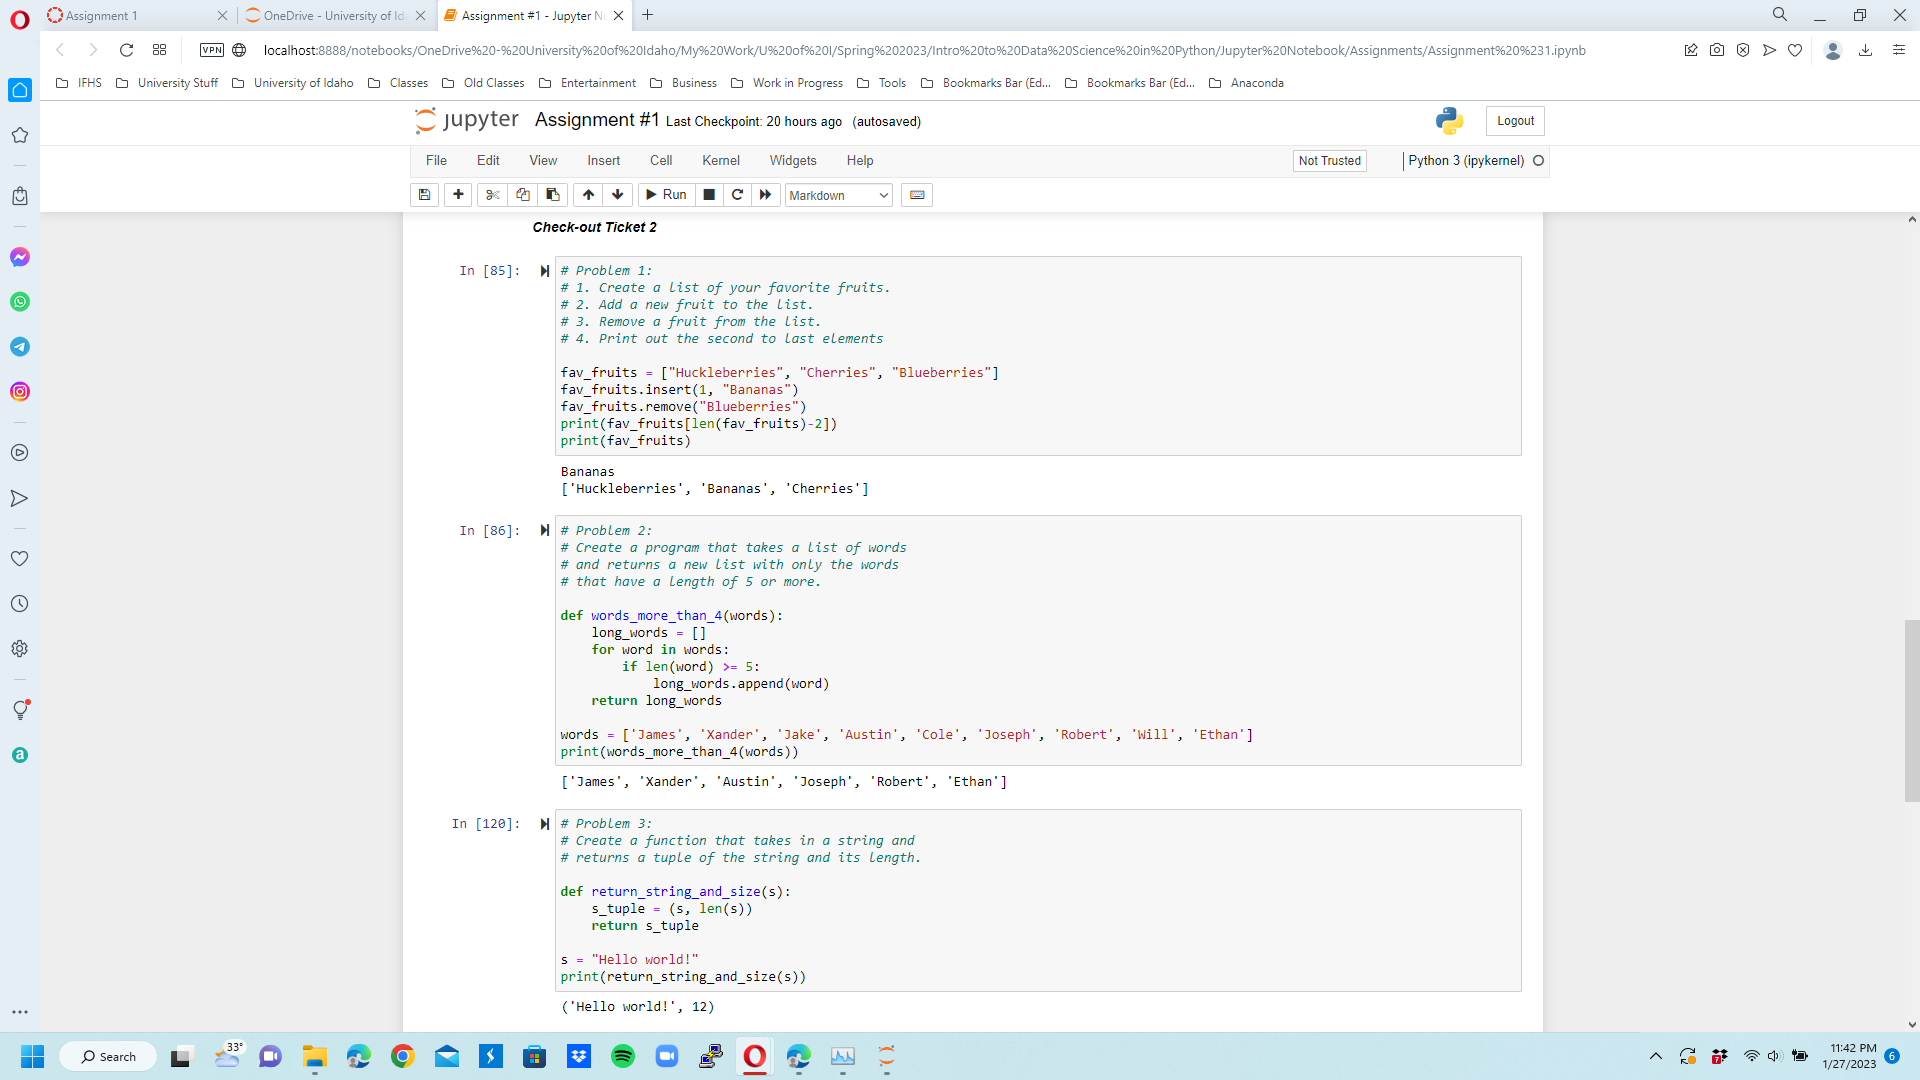 Assignment 1
OneDrive - University of Ida
Assignment #1 - Jupyter N
VPN
localhost:8888/notebooks/OneDrive%20-%20University%20of%20Idaho/My%20Work/U%20of%20I/Spring%202023/Intro%20to%20Data%20Science%20in%20Python/Jupyter%20Notebook/Assignments/Assignment%20%231.ipynb
IFHS University Stuff University of Idaho Classes Old Classes Entertainment Business Work in Progress Tools Bookmarks Bar (Ed... Bookmarks Bar (Ed... Anaconda
jupyter Assignment #1 Last Checkpoint: 20 hours ago (autosaved)
Logout
File Edit View Insert Cell Kernel Widgets Help
Not Trusted
Python 3 (ipykernel)
Run
Markdown
Check-out Ticket 2
In [85]:
# Problem 1:
# 1. Create a list of your favorite fruits.
# 2. Add a new fruit to the list.
# 3. Remove a fruit from the list.
# 4. Print out the second to last elements
fav_fruits = ["Huckleberries", "Cherries", "Blueberries"]
fav_fruits.insert(1, "Bananas")
fav_fruits.remove("Blueberries")
print(fav_fruits[len(fav_fruits)-2])
print(fav_fruits)
Bananas
['Huckleberries', 'Bananas', 'Cherries']
In [86]:
# Problem 2:
# Create a program that takes a list of words
# and returns a new list with only the words
# that have a length of 5 or more.
def words_more_than_4(words):
    long_words = []
    for word in words:
        if len(word) >= 5:
            long_words.append(word)
    return long_words
words = ['James', 'Xander', 'Jake', 'Austin', 'Cole', 'Joseph', 'Robert', 'Will', 'Ethan']
print(words_more_than_4(words))
['James', 'Xander', 'Austin', 'Joseph', 'Robert', 'Ethan']
In [120]:
# Problem 3:
# Create a function that takes in a string and
# returns a tuple of the string and its length.
def return_string_and_size(s):
    s_tuple = (s, len(s))
    return s_tuple
s = "Hello world!"
print(return_string_and_size(s))
('Hello world!', 12)
a
Search
33°
7
11:42 PM
1/27/2023
6